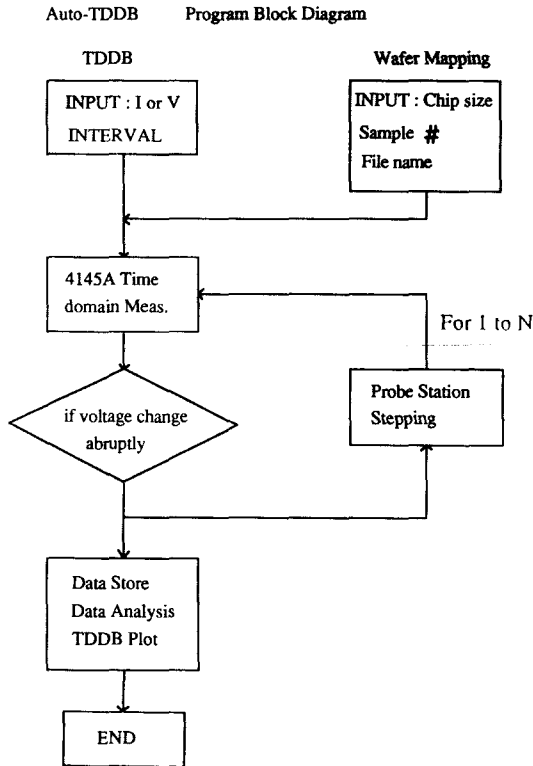 Auto-TDDB Program Block Diagram
TDDB
INPUT : I or V
INTERVAL
Wafer Mapping
INPUT : Chip size
Sample #
File name
4145A Time
domain Meas.
For 1 to N
if voltage change
abruptly
Probe Station
Stepping
Data Store
Data Analysis
TDDB Plot
END